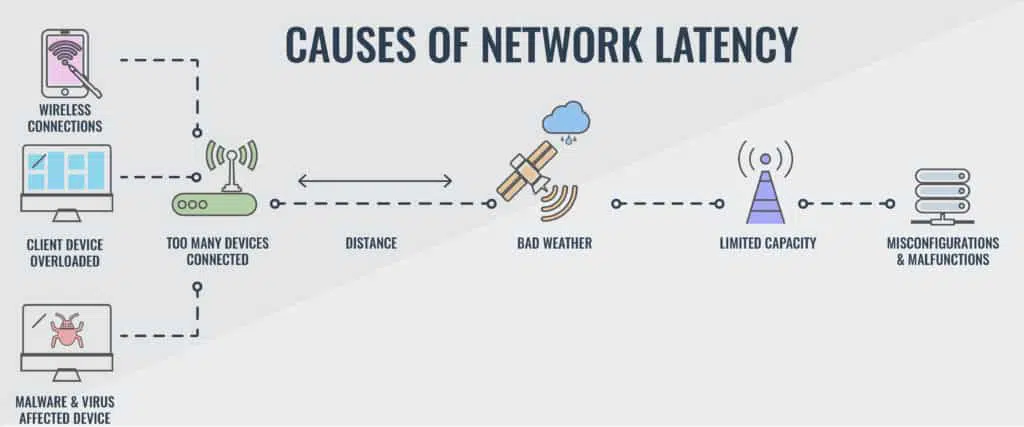 CAUSES OF NETWORK LATENCY
WIRELESS
CONNECTIONS
CLIENT DEVICE
OVERLOADED
TOO MANY DEVICES
CONNECTED
DISTANCE
BAD WEATHER
LIMITED CAPACITY
MISCONFIGURATIONS
& MALFUNCTIONS
MALWARE & VIRUS
AFFECTED DEVICE